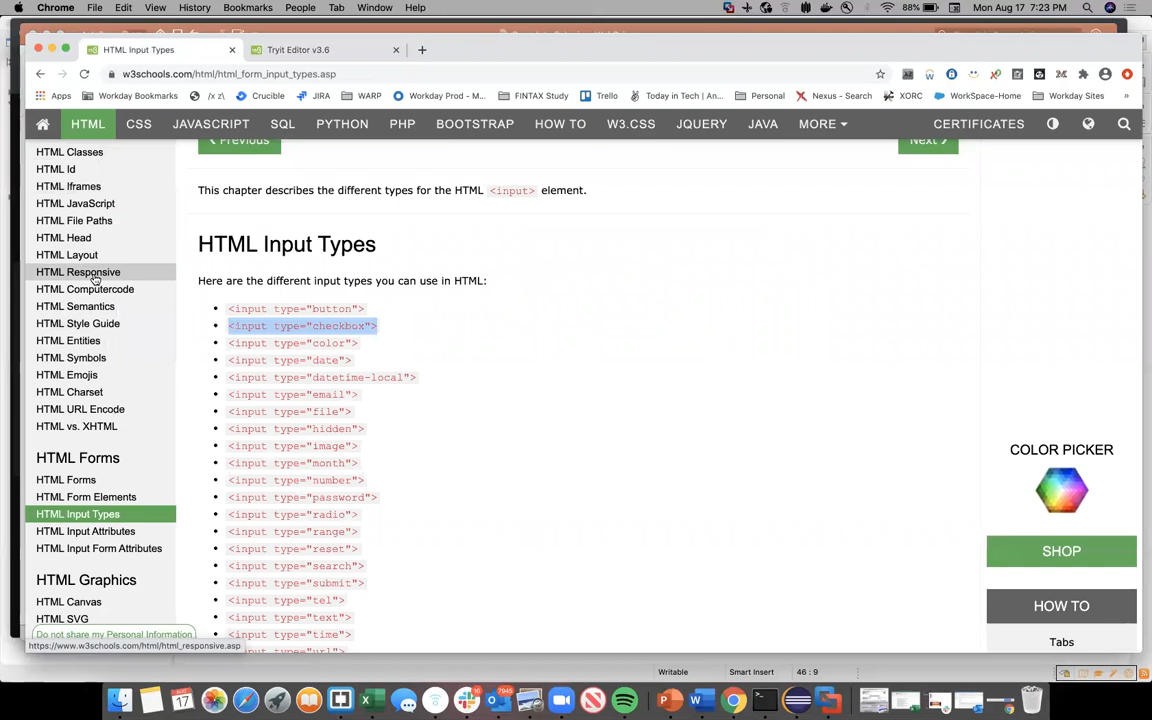 Chrome File Edit View History Bookmarks People Tab Window Help
88% Mon Aug 17 7:23 PM
HTML Input Types Tryit Editor v3.6
w3schools.com/html/html_form_input_types.asp
Apps Workday Bookmarks /x z\ Crucible JIRA WARP Workday Prod - M... FINTAX Study Trello Today in Tech | An... Personal Nexus - Search XORC WorkSpace-Home Workday Sites »
HTML CSS JAVASCRIPT SQL PYTHON PHP BOOTSTRAP HOW TO W3.CSS JQUERY JAVA MORE CERTIFICATES
HTML Classes
HTML Id
HTML Iframes
HTML JavaScript
HTML File Paths
HTML Head
HTML Layout
HTML Responsive
HTML Computercode
HTML Semantics
HTML Style Guide
HTML Entities
HTML Symbols
HTML Emojis
HTML Charset
HTML URL Encode
HTML vs. XHTML
HTML Forms
HTML Forms
HTML Form Elements
HTML Input Types
HTML Input Attributes
HTML Input Form Attributes
HTML Graphics
HTML Canvas
HTML SVG
Do not share my Personal Information
https://www.w3schools.com/html/html_responsive.asp
‹ Previous Next ›
This chapter describes the different types for the HTML <input> element.
HTML Input Types
Here are the different input types you can use in HTML:
• <input type="button">
• <input type="checkbox">
• <input type="color">
• <input type="date">
• <input type="datetime-local">
• <input type="email">
• <input type="file">
• <input type="hidden">
• <input type="image">
• <input type="month">
• <input type="number">
• <input type="password">
• <input type="radio">
• <input type="range">
• <input type="reset">
• <input type="search">
• <input type="submit">
• <input type="tel">
• <input type="text">
• <input type="time">
• <input type="url">
COLOR PICKER
SHOP
HOW TO
Tabs
Writable Smart Insert 46 : 9